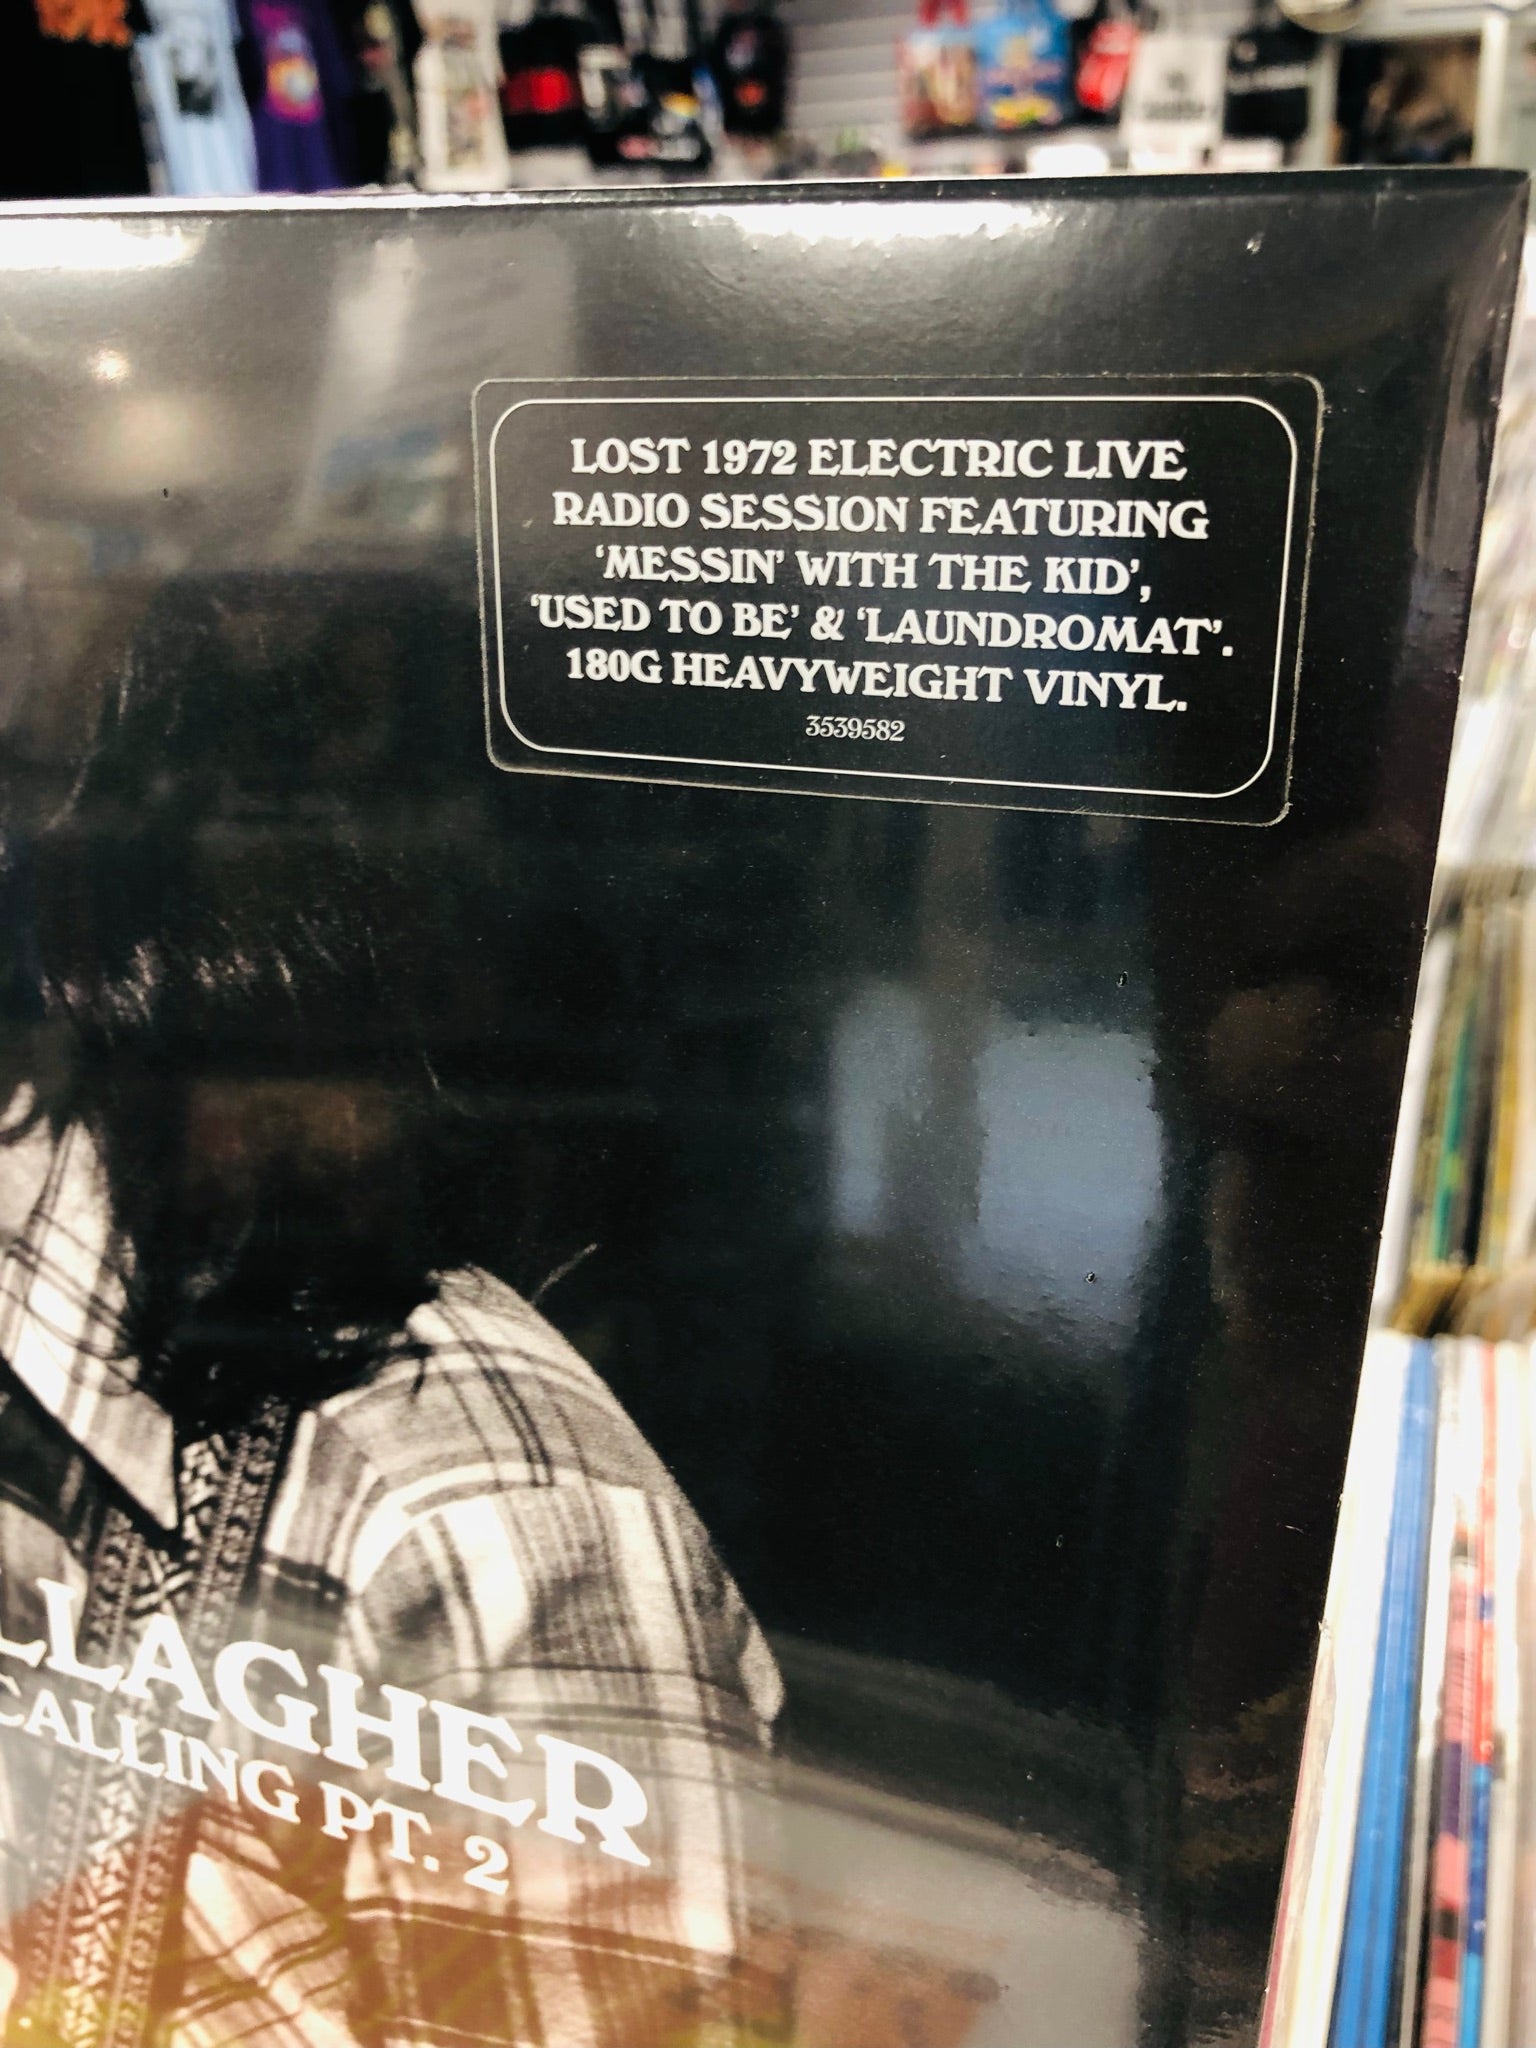 LOST 1972 ELECTRIC LIVE
RADIO SESSION FEATURING
‘MESSIN’ WITH THE KID’,
‘USED TO BE’ & ‘LAUNDROMAT’.
180G HEAVYWEIGHT VINYL.
3539582
LLAGHER
CALLING PT. 2